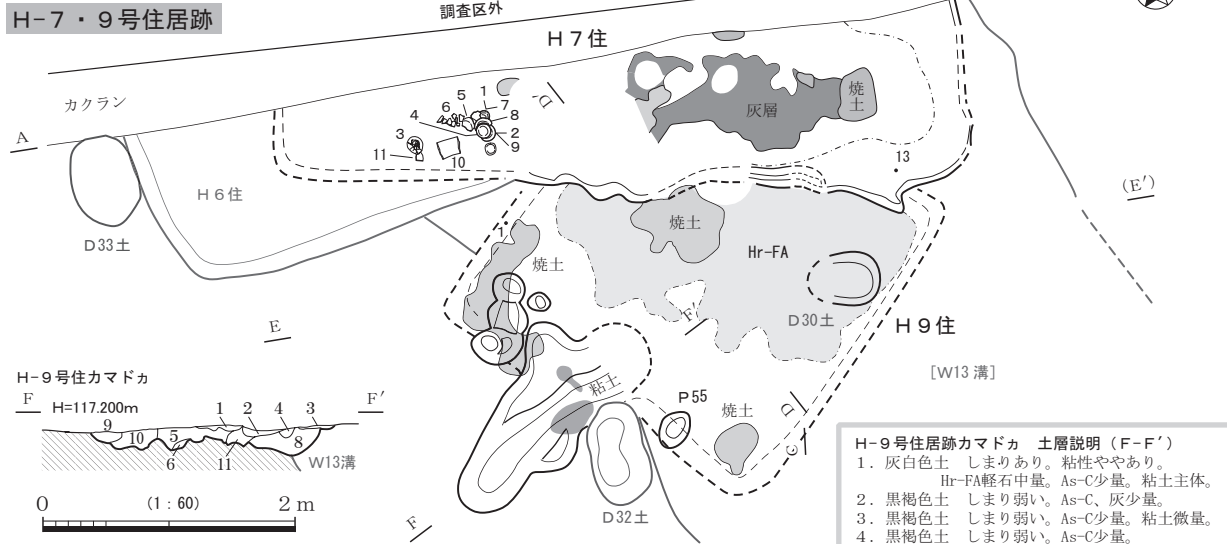 H-7・9号住居跡
調査区外
H7住
カクラン
A
H6住
D33土
5 1
6 7
4 8
3 2
9
11 10
D'
灰層
焼土
13
(E')
1
焼土
焼土
Hr-FA
D30土
F'
H9住
[W13溝]
E
粘土
P55
焼土
D
C
D32土
F
H-9号住カマドヵ
F H=117.200m F'
1 2 4 3
9 10 5 8
6 11 W13溝
0 (1:60) 2m
H-9号住居跡カマドヵ 土層説明(F-F′)
1. 灰白色土 しまりあり。粘性ややあり。
Hr-FA軽石中量。As-C少量。粘土主体。
2. 黒褐色土 しまり弱い。As-C、灰少量。
3. 黒褐色土 しまり弱い。As-C少量。粘土微量。
4. 黒褐色土 しまり弱い。As-C少量。